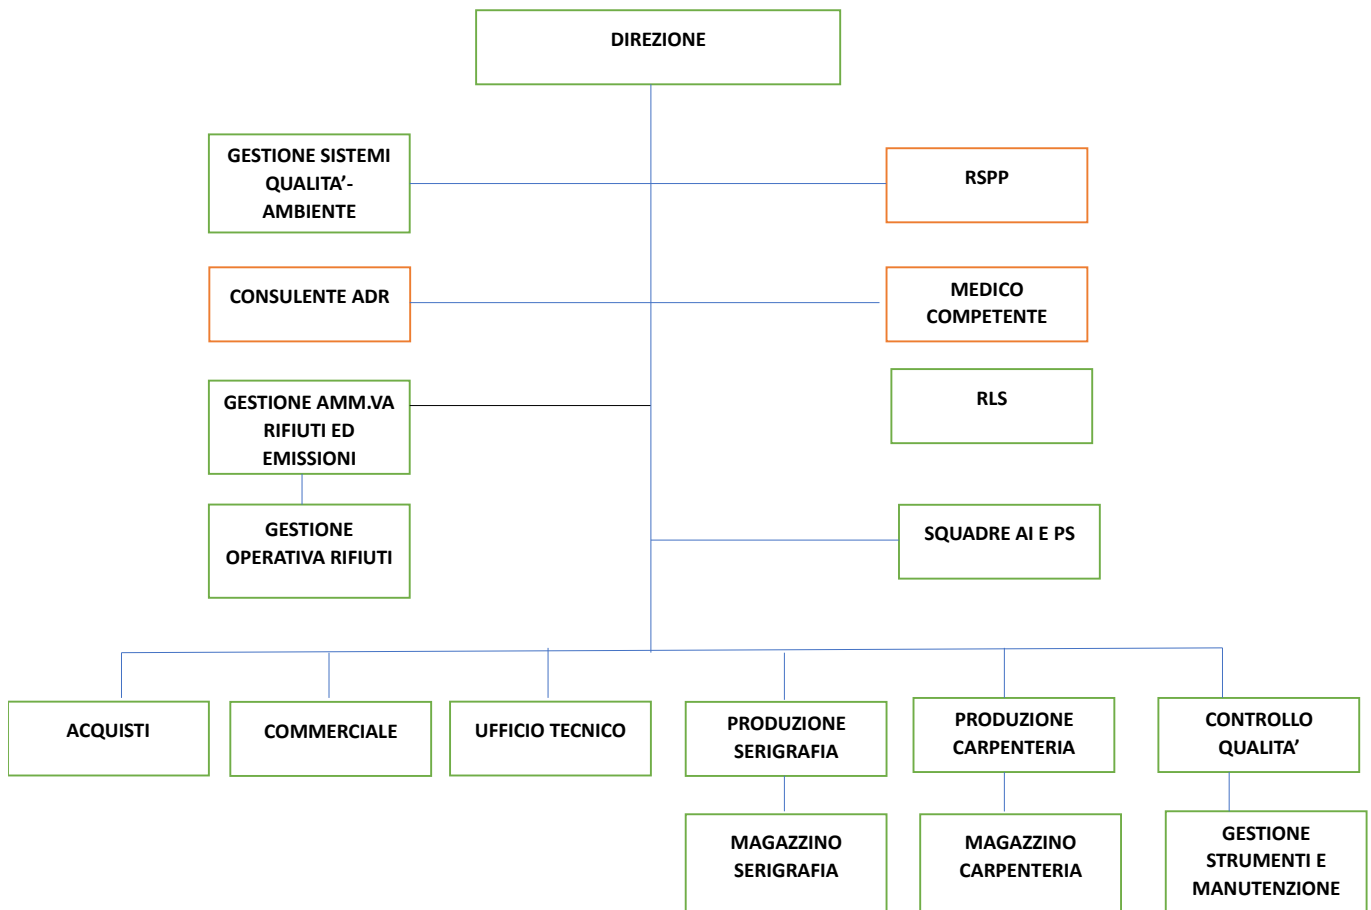 DIREZIONE
GESTIONE SISTEMI
QUALITA’-
AMBIENTE
RSPP
CONSULENTE ADR
MEDICO
COMPETENTE
GESTIONE AMM.VA
RIFIUTI ED
EMISSIONI
RLS
GESTIONE
OPERATIVA RIFIUTI
SQUADRE AI E PS
ACQUISTI
COMMERCIALE
UFFICIO TECNICO
PRODUZIONE
SERIGRAFIA
PRODUZIONE
CARPENTERIA
CONTROLLO
QUALITA’
MAGAZZINO
SERIGRAFIA
MAGAZZINO
CARPENTERIA
GESTIONE
STRUMENTI E
MANUTENZIONE